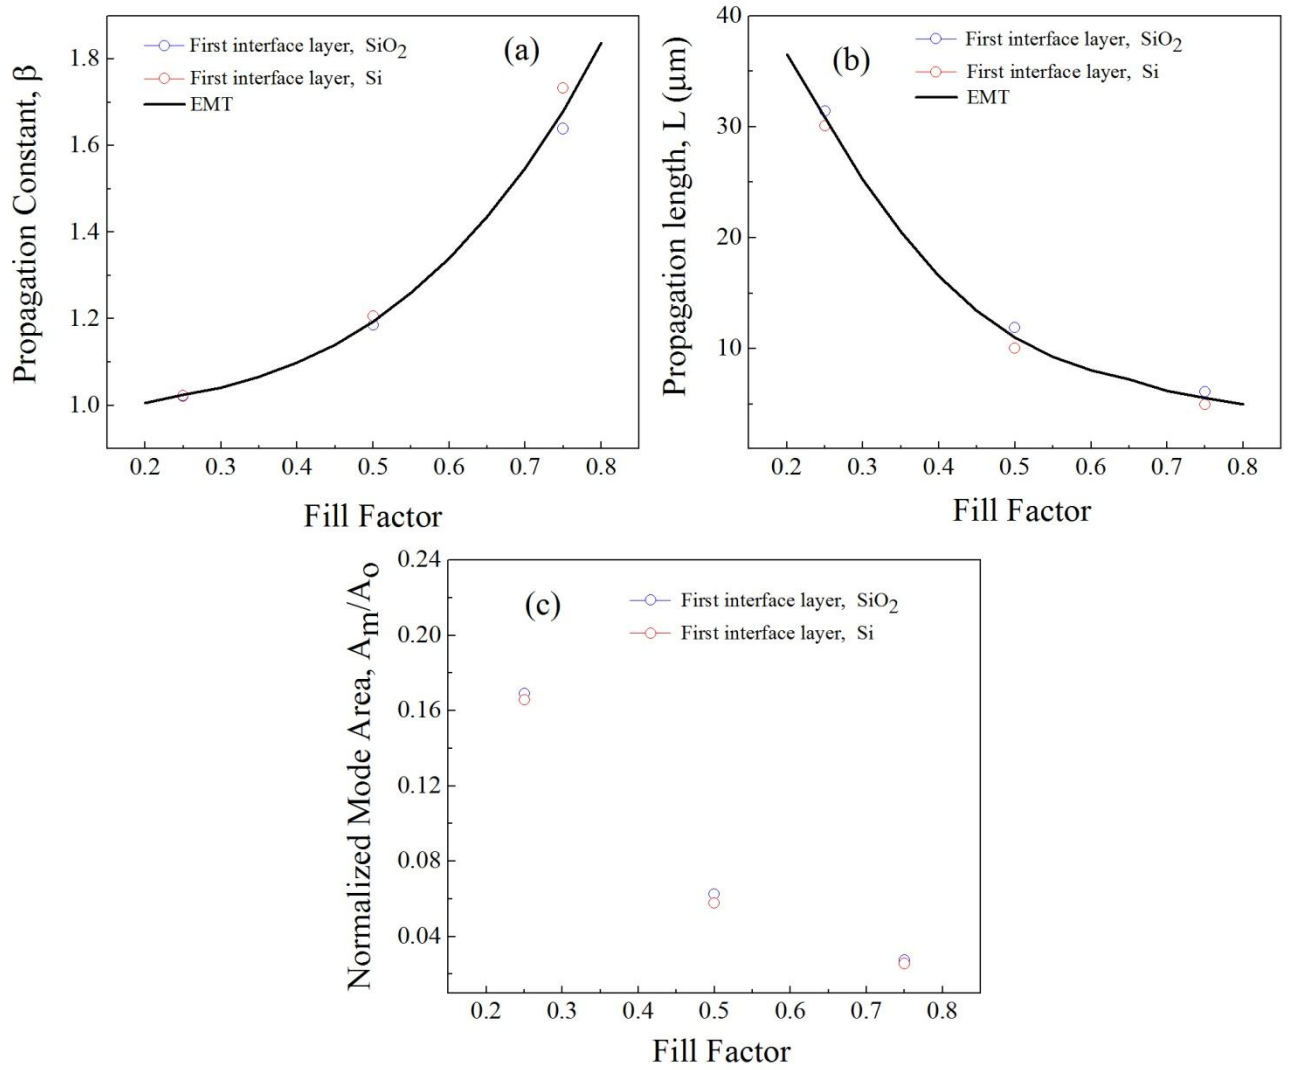 (a)
First interface layer, SiO2
First interface layer, Si
EMT
Propagation Constant, β
1.8
1.6
1.4
1.2
1.0
0.2 0.3 0.4 0.5 0.6 0.7 0.8
Fill Factor
(b)
First interface layer, SiO2
First interface layer, Si
EMT
Propagation length, L (μm)
40
30
20
10
0.2 0.3 0.4 0.5 0.6 0.7 0.8
Fill Factor
(c)
First interface layer, SiO2
First interface layer, Si
Normalized Mode Area, Am/Ao
0.24
0.20
0.16
0.12
0.08
0.04
0.2 0.3 0.4 0.5 0.6 0.7 0.8
Fill Factor